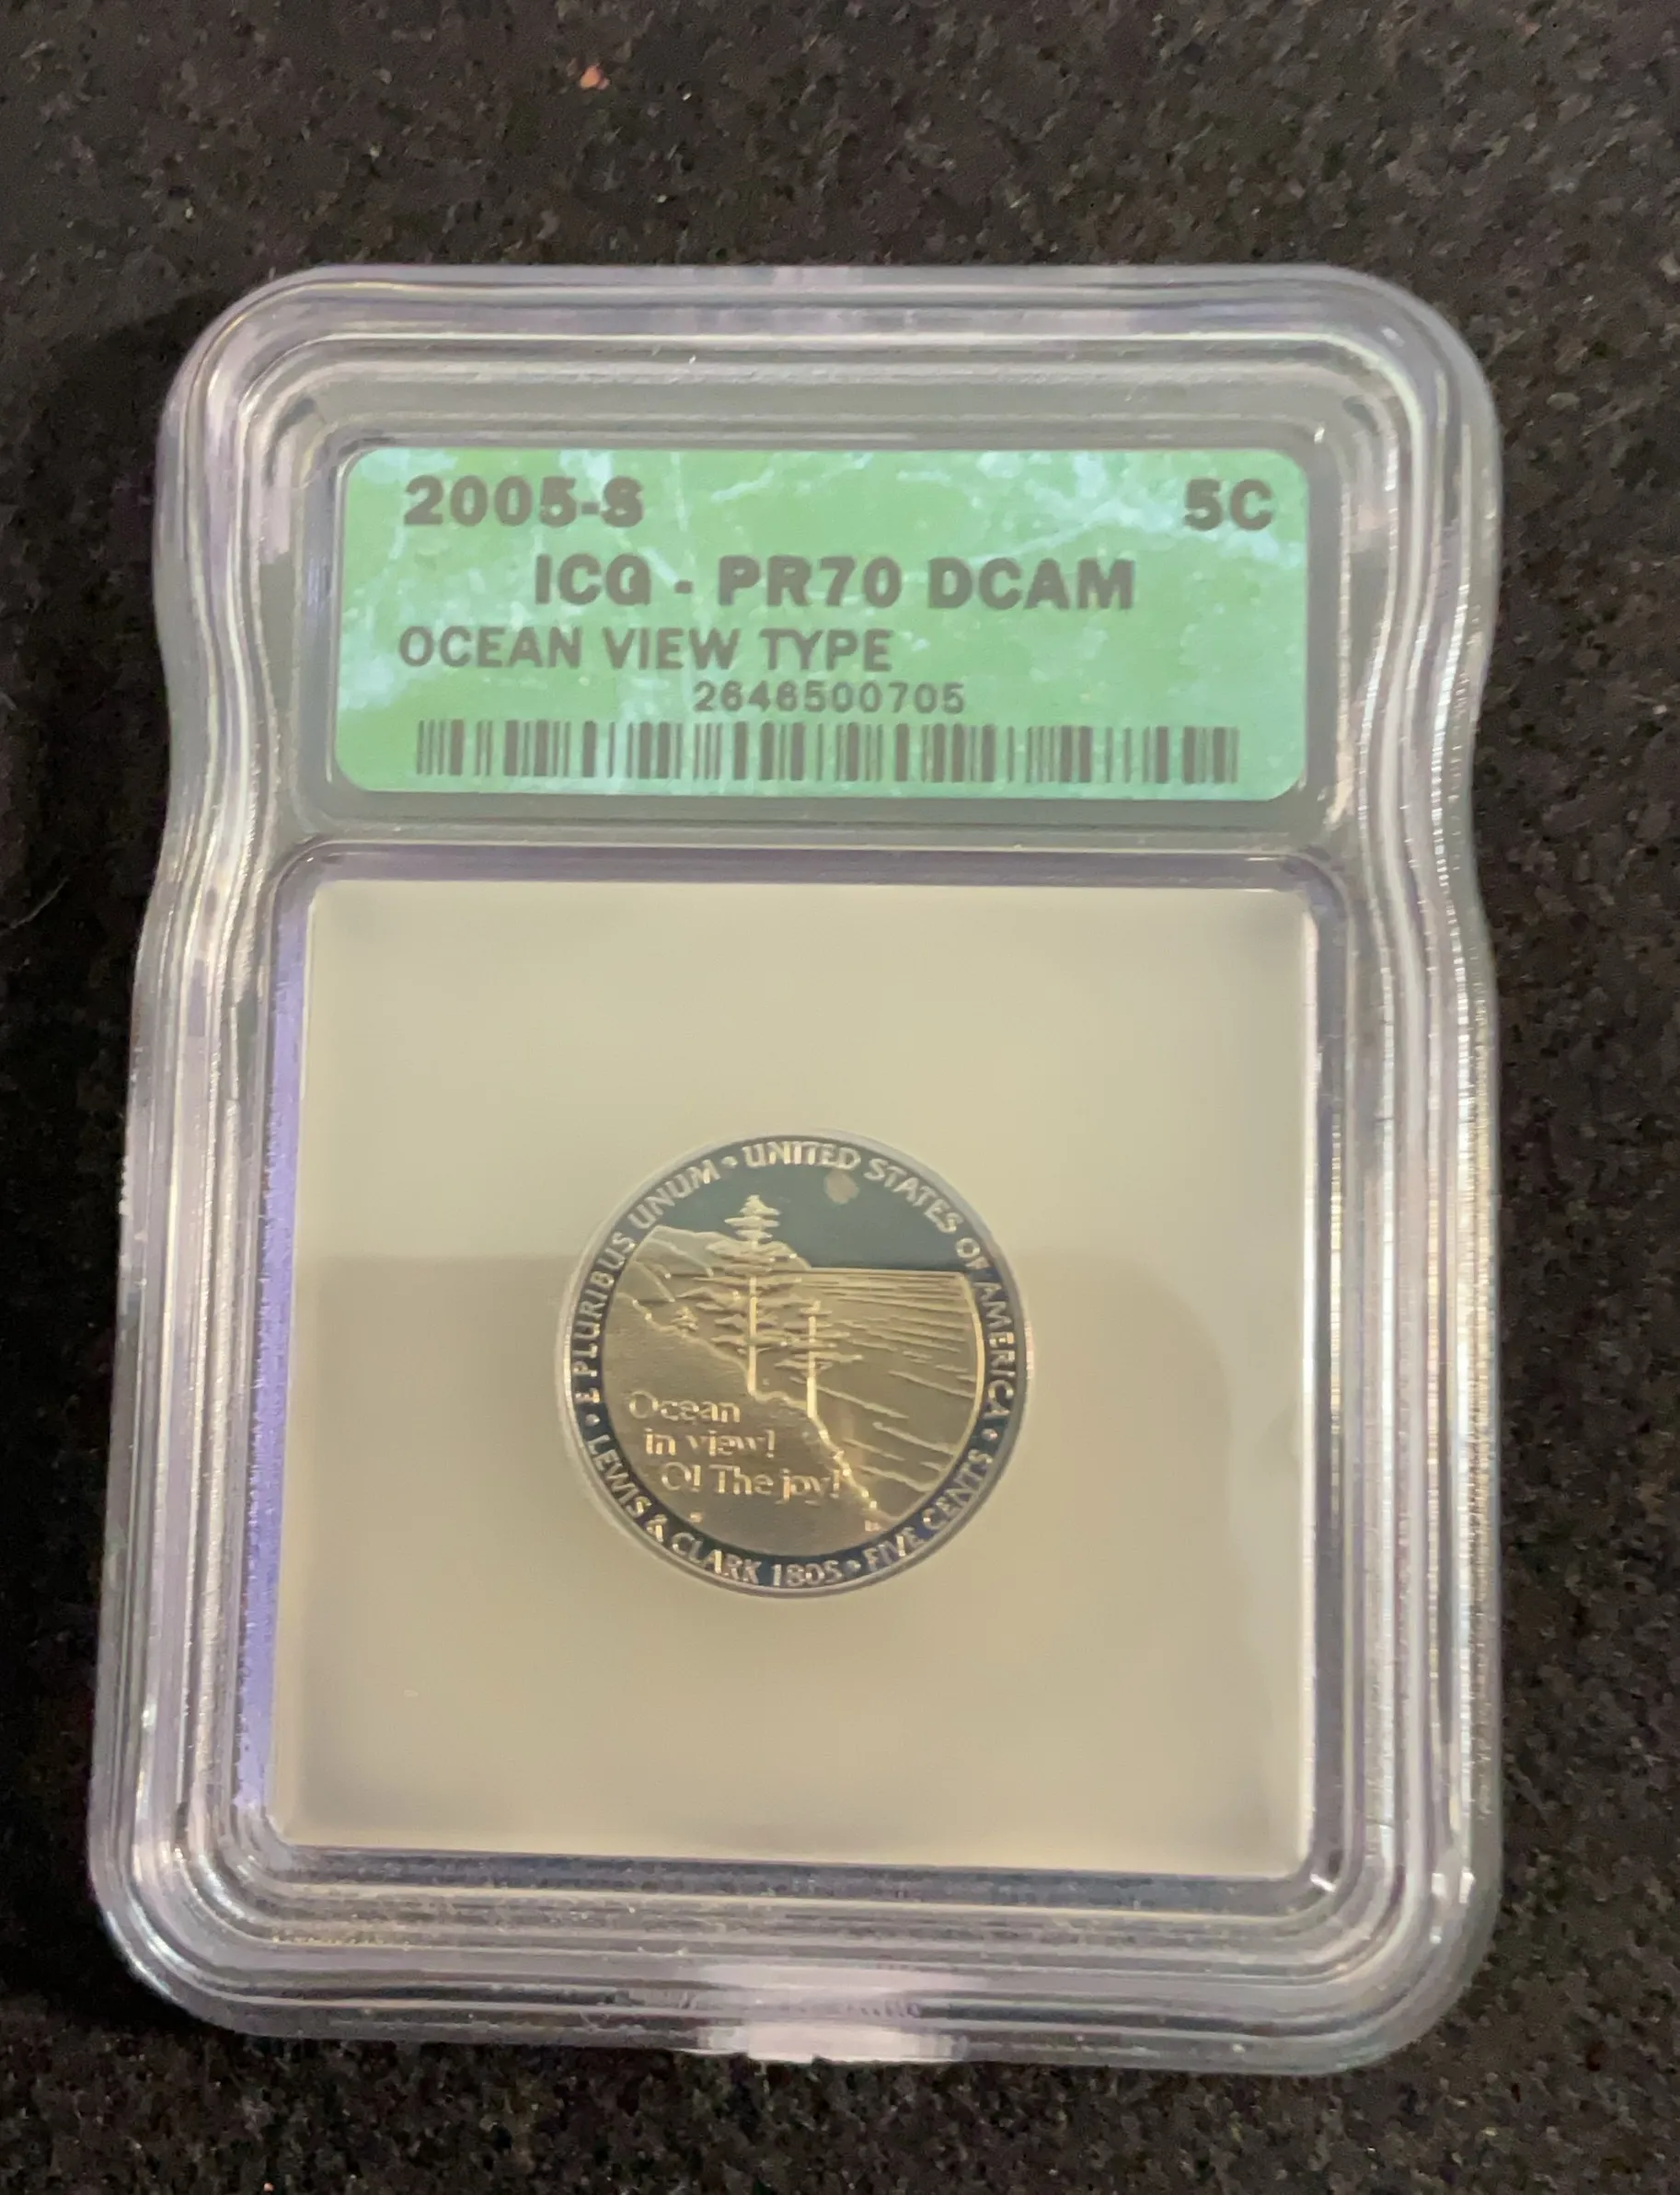 2005-S 5C
ICG - PR70 DCAM
OCEAN VIEW TYPE
2646500705
E PLURIBUS UNUM • UNITED STATES OF AMERICA
Ocean
in view!
O! The joy!
• LEWIS & CLARK 1805 • FIVE CENTS •